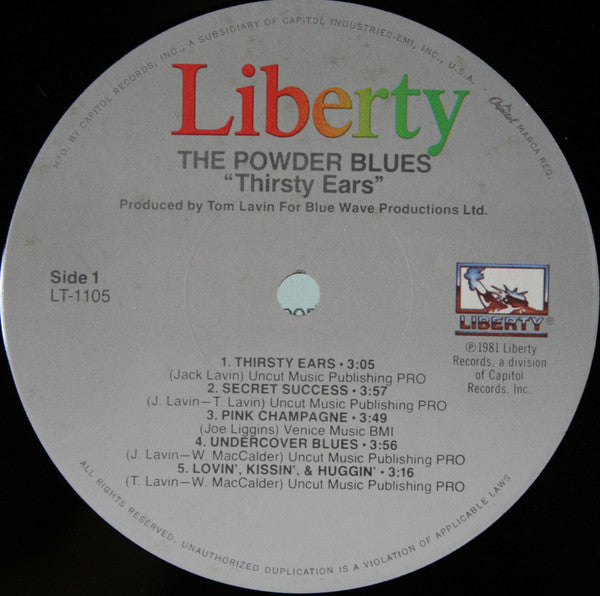 MFD. BY CAPITOL RECORDS, INC., A SUBSIDIARY OF CAPITOL INDUSTRIES-EMI, INC., U.S.A.
Capitol MARCA REG.
Liberty
THE POWDER BLUES
“Thirsty Ears”
Produced by Tom Lavin For Blue Wave Productions Ltd.
Side 1
LT-1105
LIBERTY®
℗ 1981 Liberty
Records, a division
of Capitol
Records, Inc.
1. THIRSTY EARS • 3:05
(Jack Lavin) Uncut Music Publishing PRO
2. SECRET SUCCESS • 3:57
(J. Lavin—T. Lavin) Uncut Music Publishing PRO
3. PINK CHAMPAGNE • 3:49
(Joe Liggins) Venice Music BMI
4. UNDERCOVER BLUES • 3:56
(J. Lavin—W. MacCalder) Uncut Music Publishing PRO
5. LOVIN', KISSIN', & HUGGIN' • 3:16
(T. Lavin—W. MacCalder) Uncut Music Publishing PRO
ALL RIGHTS RESERVED. UNAUTHORIZED DUPLICATION IS A VIOLATION OF APPLICABLE LAWS